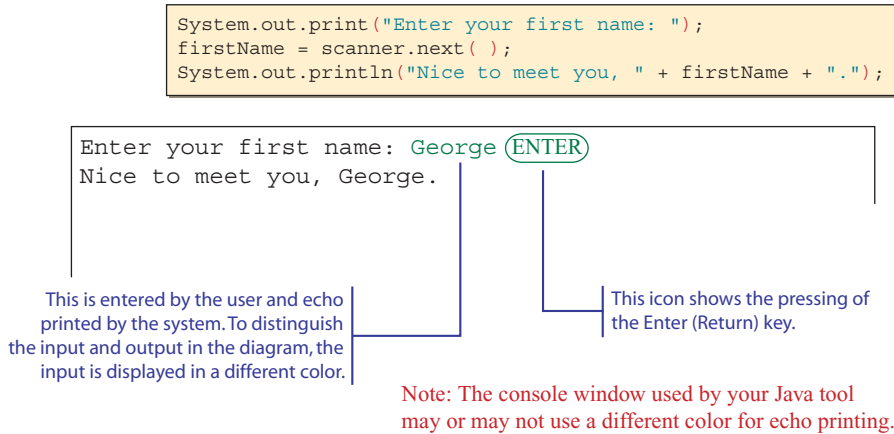 System.out.print("Enter your first name: ");
firstName = scanner.next( );
System.out.println("Nice to meet you, " + firstName + ".");
Enter your first name: George ENTER
Nice to meet you, George.
This is entered by the user and echo
printed by the system. To distinguish
the input and output in the diagram, the
input is displayed in a different color.
This icon shows the pressing of
the Enter (Return) key.
Note: The console window used by your Java tool
may or may not use a different color for echo printing.